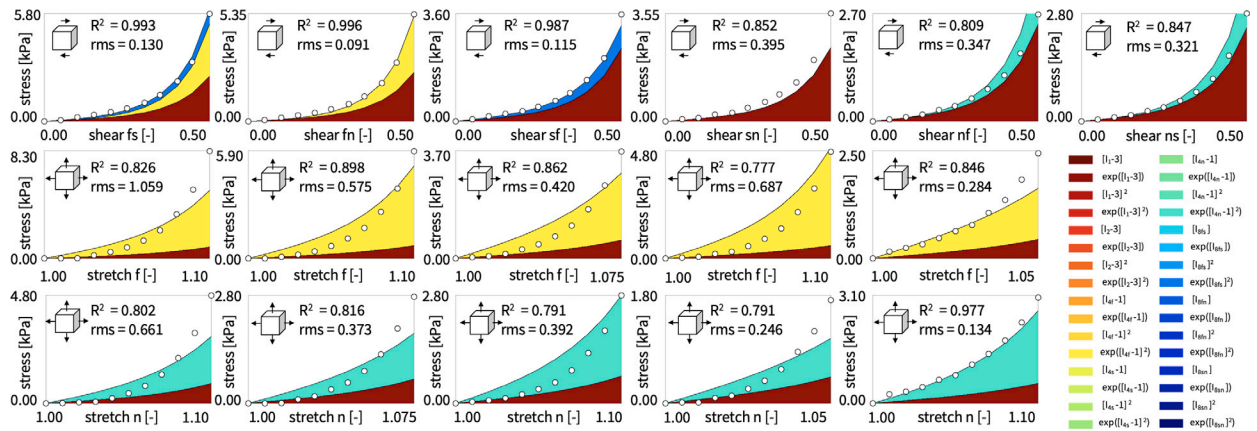 5.80
stress [kPa]
0.00
R² = 0.993
rms = 0.130
0.00
shear fs [-]
0.50
5.35
stress [kPa]
0.00
R² = 0.996
rms = 0.091
0.00
shear fn [-]
0.50
3.60
stress [kPa]
0.00
R² = 0.987
rms = 0.115
0.00
shear sf [-]
0.50
3.55
stress [kPa]
0.00
R² = 0.852
rms = 0.395
0.00
shear sn [-]
0.50
2.70
stress [kPa]
0.00
R² = 0.809
rms = 0.347
0.00
shear nf [-]
0.50
2.80
stress [kPa]
0.00
R² = 0.847
rms = 0.321
0.00
shear ns [-]
0.50
8.30
stress [kPa]
0.00
R² = 0.826
rms = 1.059
1.00
stretch f [-]
1.10
5.90
stress [kPa]
0.00
R² = 0.898
rms = 0.575
1.00
stretch f [-]
1.10
3.70
stress [kPa]
0.00
R² = 0.862
rms = 0.420
1.00
stretch f [-]
1.075
4.80
stress [kPa]
0.00
R² = 0.777
rms = 0.687
1.00
stretch f [-]
1.10
2.50
stress [kPa]
0.00
R² = 0.846
rms = 0.284
1.00
stretch f [-]
1.05
4.80
stress [kPa]
0.00
R² = 0.802
rms = 0.661
1.00
stretch n [-]
1.10
2.80
stress [kPa]
0.00
R² = 0.816
rms = 0.373
1.00
stretch n [-]
1.075
2.80
stress [kPa]
0.00
R² = 0.791
rms = 0.392
1.00
stretch n [-]
1.10
1.80
stress [kPa]
0.00
R² = 0.791
rms = 0.246
1.00
stretch n [-]
1.05
3.10
stress [kPa]
0.00
R² = 0.977
rms = 0.134
1.00
stretch n [-]
1.10
[I₁-3]
exp([I₁-3])
[I₁-3]²
exp([I₁-3]²)
[I₂-3]
exp([I₂-3])
[I₂-3]²
exp([I₂-3]²)
[I₄f-1]
exp([I₄f-1])
[I₄f-1]²
exp([I₄f-1]²)
[I₄s-1]
exp([I₄s-1])
[I₄s-1]²
exp([I₄s-1]²)
[I₄n-1]
exp([I₄n-1])
[I₄n-1]²
exp([I₄n-1]²)
[I₈fs]
exp([I₈fs])
[I₈fs]²
exp([I₈fs]²)
[I₈fn]
exp([I₈fn])
[I₈fn]²
exp([I₈fn]²)
[I₈sn]
exp([I₈sn])
[I₈sn]²
exp([I₈sn]²)